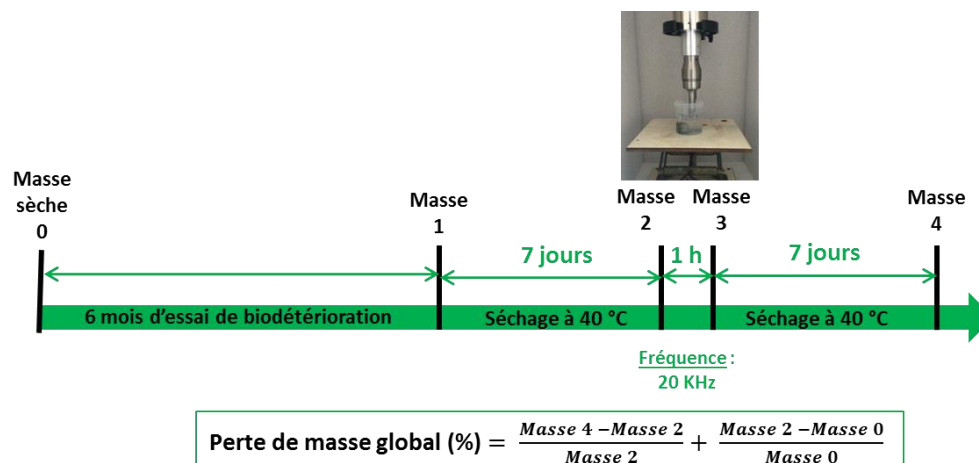 Masse
sèche
0
Masse
1
Masse
2
Masse
3
Masse
4
7 jours
1 h
7 jours
6 mois d'essai de biodétérioration
Séchage à 40 °C
Séchage à 40 °C
Fréquence :
20 KHz
Perte de masse global (%) = (Masse 4 – Masse 2)/(Masse 2) + (Masse 2 – Masse 0)/(Masse 0)